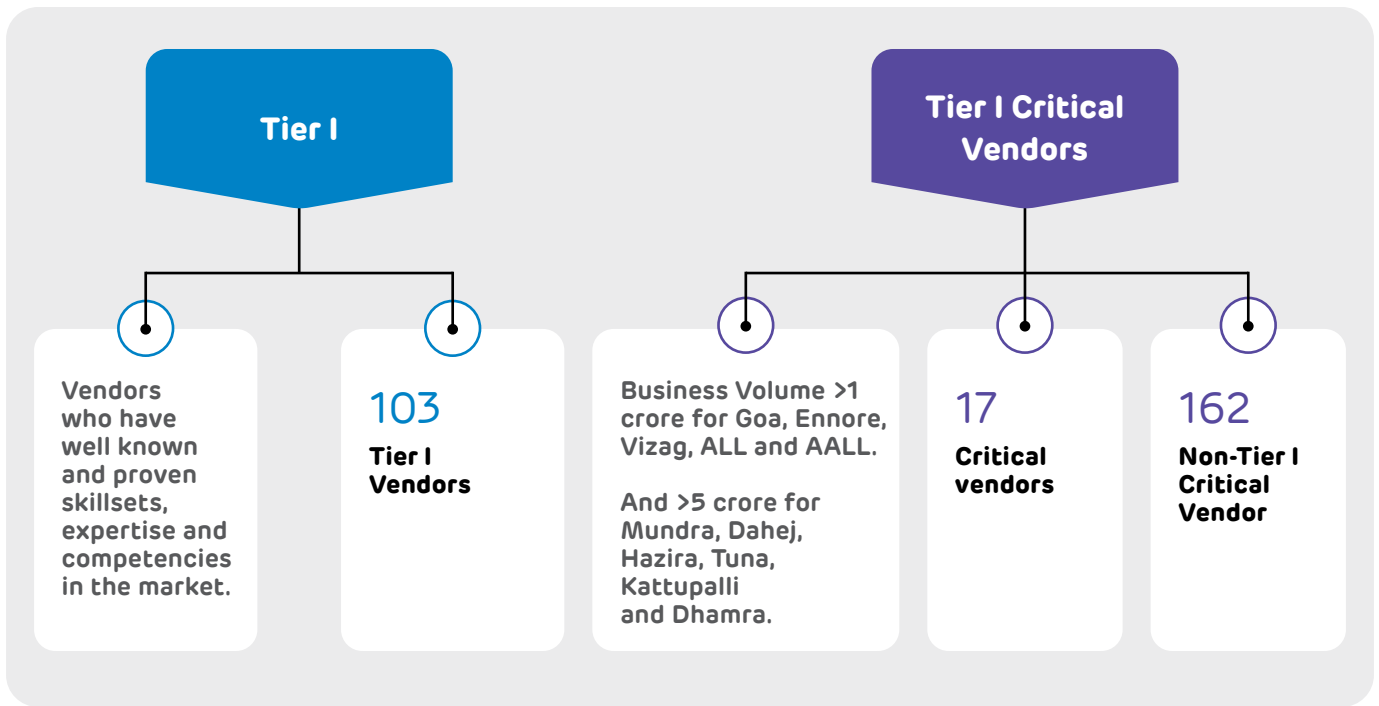 Tier I
Tier I Critical
Vendors
Vendors
who have
well known
and proven
skillsets,
expertise and
competencies
in the market.
103
Tier I
Vendors
Business Volume >1
crore for Goa, Ennore,
Vizag, ALL and AALL.
And >5 crore for
Mundra, Dahej,
Hazira, Tuna,
Kattupalli
and Dhamra.
17
Critical
vendors
162
Non-Tier I
Critical
Vendor